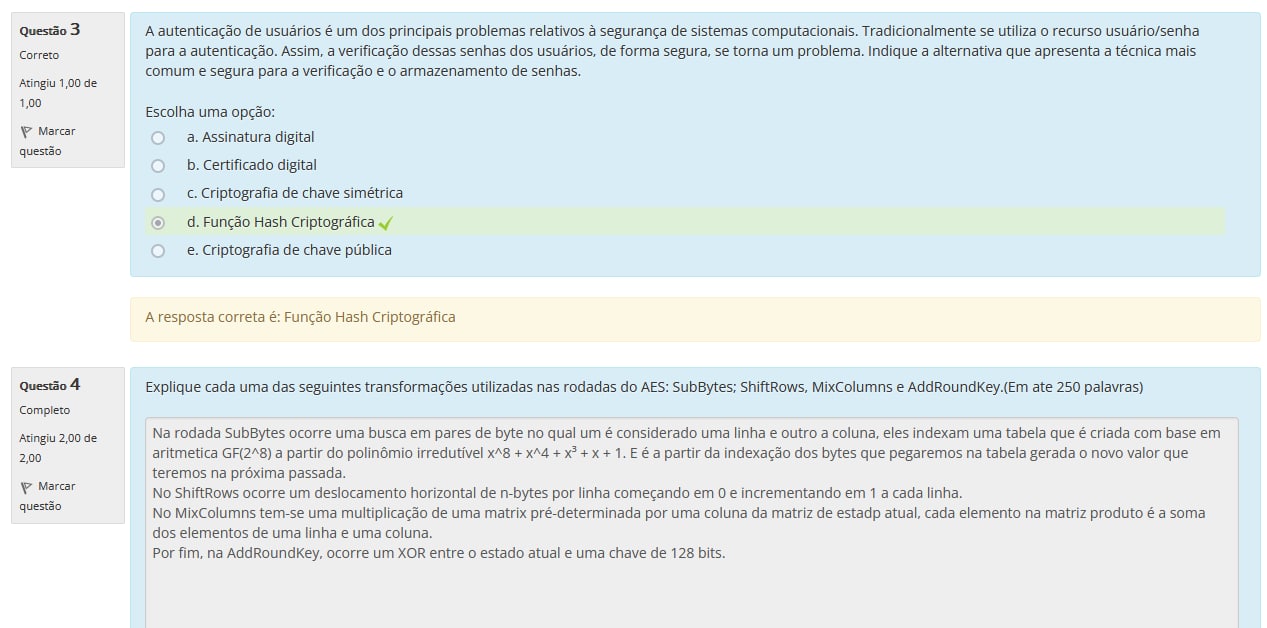 Questão 3
Correto
Atingiu 1,00 de
1,00
Marcar
questão
A autenticação de usuários é um dos principais problemas relativos à segurança de sistemas computacionais. Tradicionalmente se utiliza o recurso usuário/senha
para a autenticação. Assim, a verificação dessas senhas dos usuários, de forma segura, se torna um problema. Indique a alternativa que apresenta a técnica mais
comum e segura para a verificação e o armazenamento de senhas.
Escolha uma opção:
a. Assinatura digital
b. Certificado digital
c. Criptografia de chave simétrica
d. Função Hash Criptográfica
e. Criptografia de chave pública
A resposta correta é: Função Hash Criptográfica
Questão 4
Completo
Atingiu 2,00 de
2,00
Marcar
questão
Explique cada uma das seguintes transformações utilizadas nas rodadas do AES: SubBytes; ShiftRows, MixColumns e AddRoundKey.(Em ate 250 palavras)
Na rodada SubBytes ocorre uma busca em pares de byte no qual um é considerado uma linha e outro a coluna, eles indexam uma tabela que é criada com base em
aritmetica GF(2^8) a partir do polinômio irredutível x^8 + x^4 + x³ + x + 1. E é a partir da indexação dos bytes que pegaremos na tabela gerada o novo valor que
teremos na próxima passada.
No ShiftRows ocorre um deslocamento horizontal de n-bytes por linha começando em 0 e incrementando em 1 a cada linha.
No MixColumns tem-se uma multiplicação de uma matrix pré-determinada por uma coluna da matriz de estadp atual, cada elemento na matriz produto é a soma
dos elementos de uma linha e uma coluna.
Por fim, na AddRoundKey, ocorre um XOR entre o estado atual e uma chave de 128 bits.